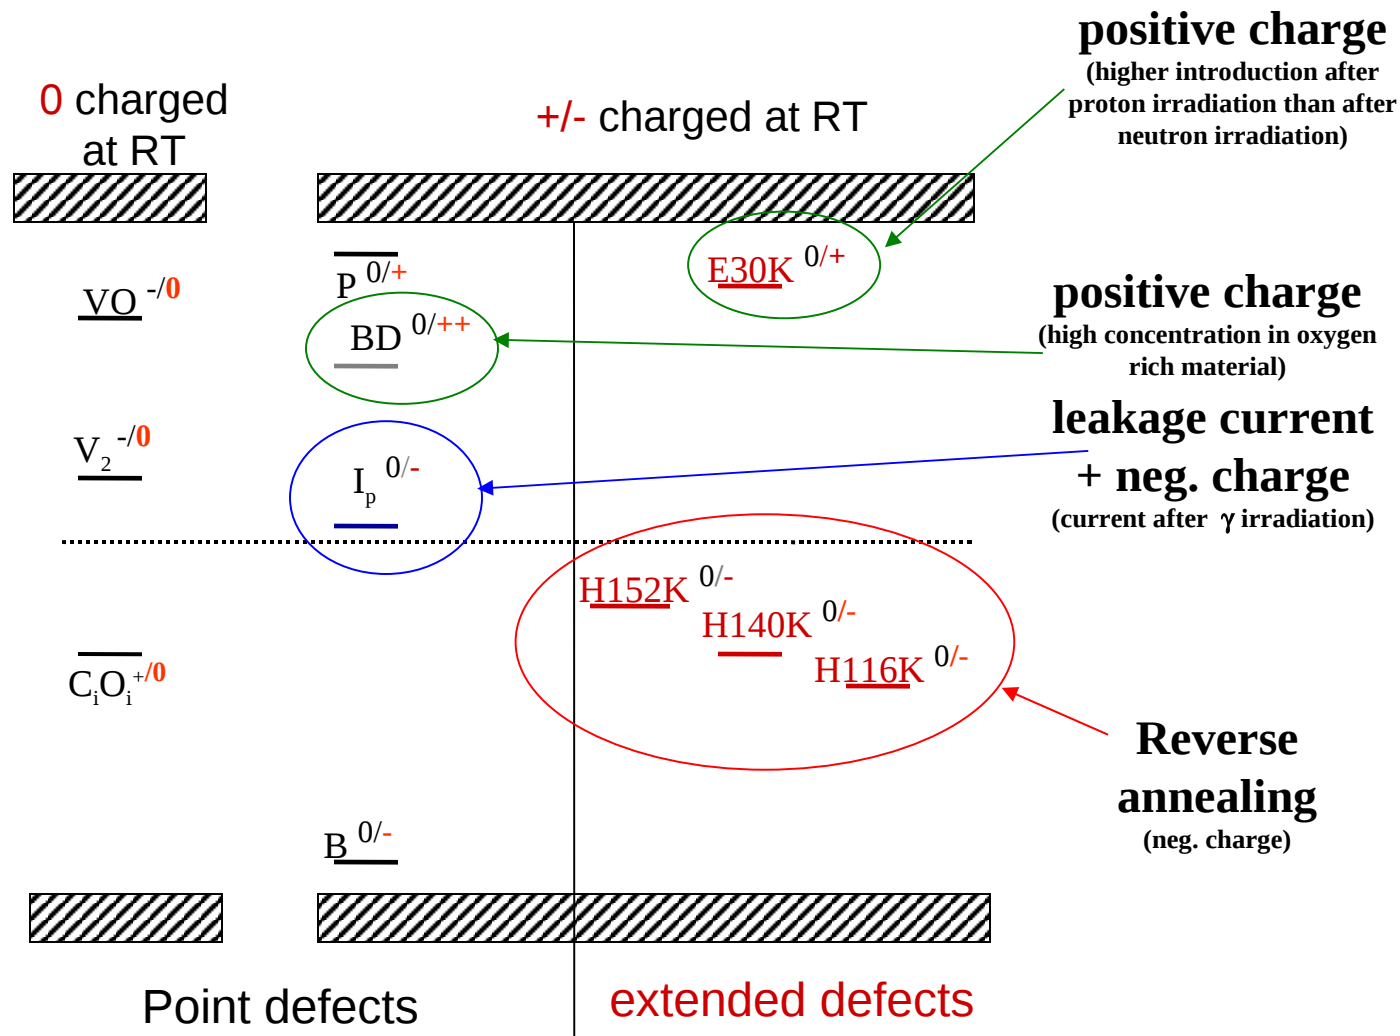 positive charge
(higher introduction after
proton irradiation than after
neutron irradiation)
0 charged
at RT
+/- charged at RT
E30K 0/+
P 0/+
VO -/0
BD 0/++
positive charge
(high concentration in oxygen
rich material)
leakage current
+ neg. charge
(current after γ irradiation)
V2 -/0
Ip 0/-
H152K 0/-
H140K 0/-
H116K 0/-
CiOi+/0
Reverse
annealing
(neg. charge)
B 0/-
Point defects
extended defects